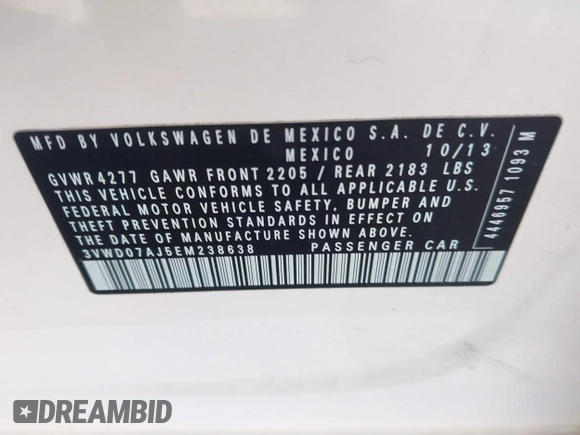 MFD BY VOLKSWAGEN DE MEXICO S.A. DE C.V.
MEXICO 10/13
GVWR 4277 GAWR FRONT 2205 / REAR 2183 LBS
THIS VEHICLE CONFORMS TO ALL APPLICABLE U.S.
FEDERAL MOTOR VEHICLE SAFETY, BUMPER AND
THEFT PREVENTION STANDARDS IN EFFECT ON
THE DATE OF MANUFACTURE SHOWN ABOVE.
3VWD07AJ5EM238638 PASSENGER CAR
4446957 1093 M
DREAMBID